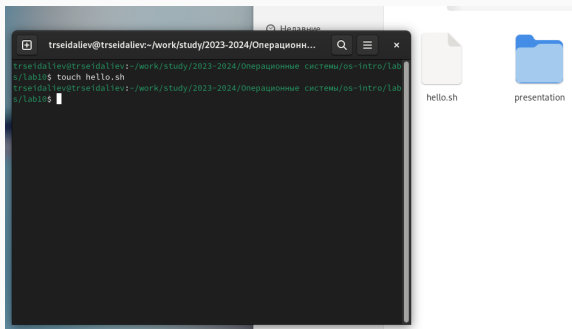 Недавние
trseidaliev@trseidaliev:~/work/study/2023-2024/Операционн...
trseidaliev@trseidaliev:~/work/study/2023-2024/Операционные системы/os-intro/lab
s/lab10$ touch hello.sh
trseidaliev@trseidaliev:~/work/study/2023-2024/Операционные системы/os-intro/lab
s/lab10$
hello.sh
presentation